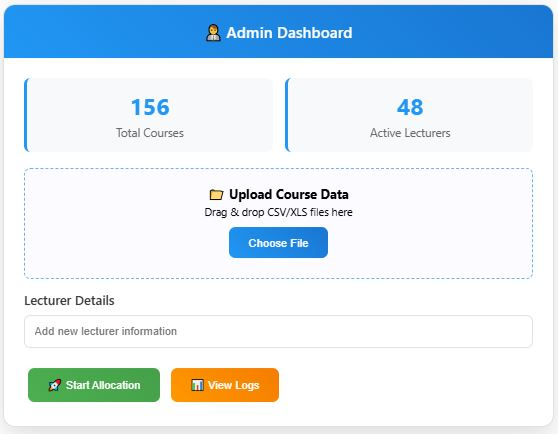 Admin Dashboard
156
Total Courses
48
Active Lecturers
Upload Course Data
Drag & drop CSV/XLS files here
Choose File
Lecturer Details
Add new lecturer information
Start Allocation
View Logs